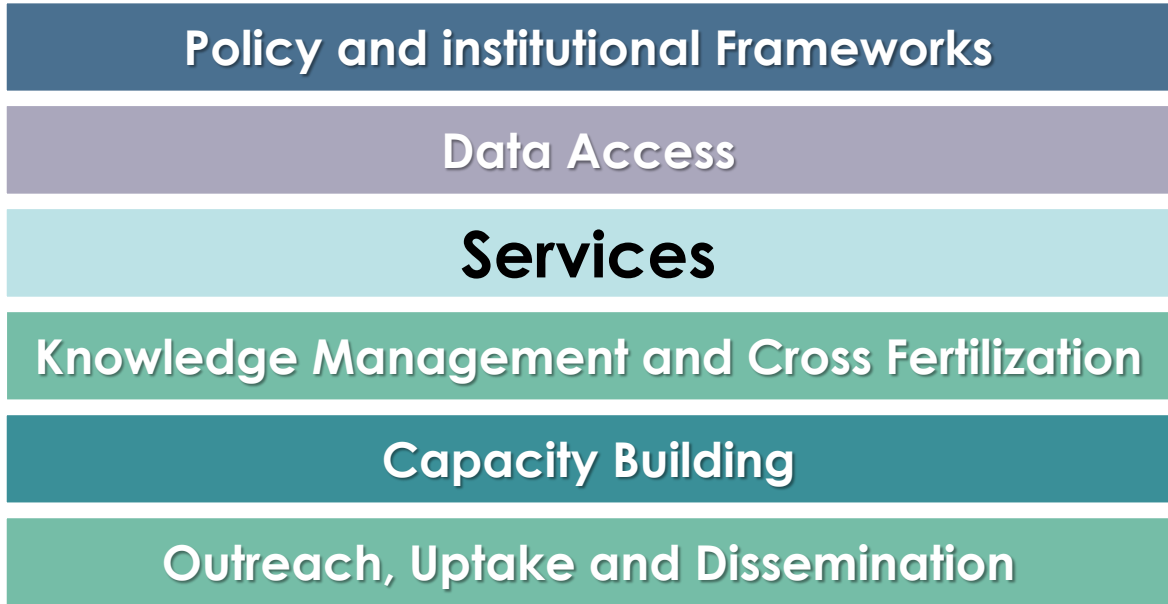 Policy and institutional Frameworks
Data Access
Services
Knowledge Management and Cross Fertilization
Capacity Building
Outreach, Uptake and Dissemination